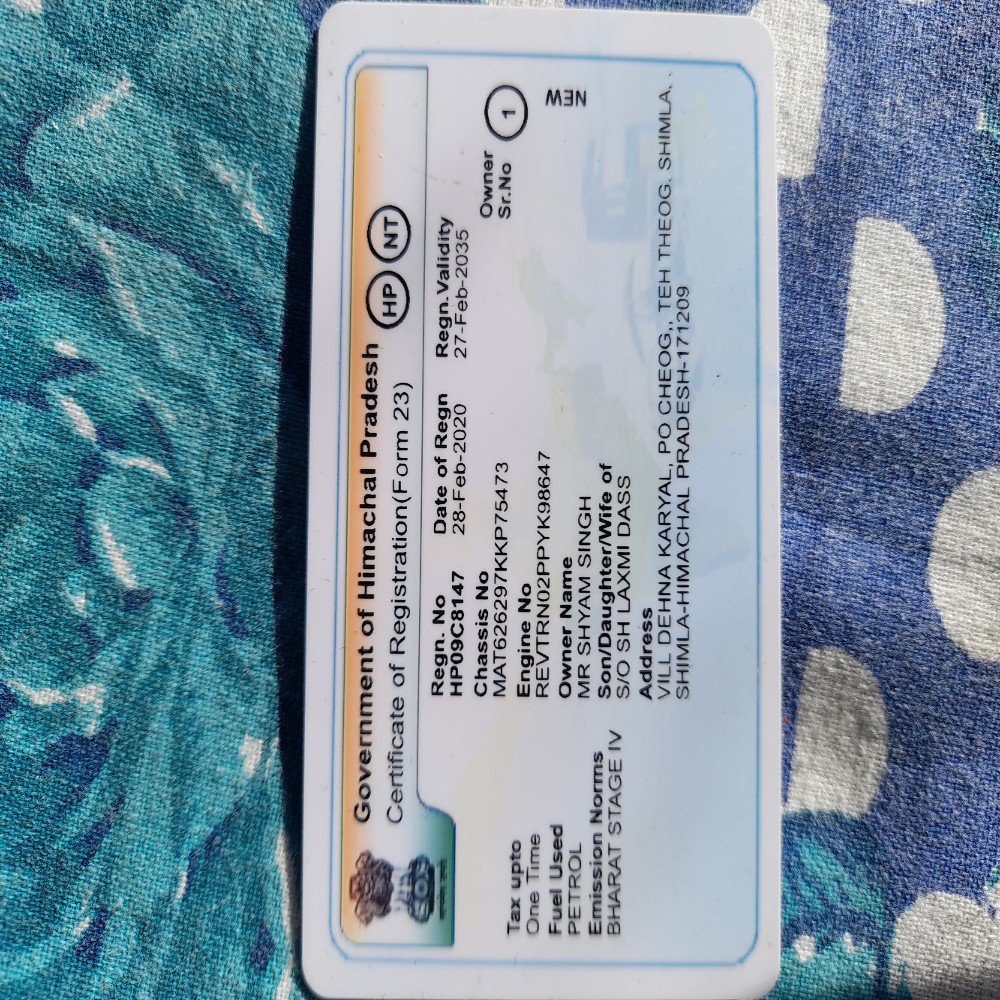 Government of Himachal Pradesh
Certificate of Registration(Form 23)
HP NT
Regn. No Date of Regn Regn.Validity
HP09C8147 28-Feb-2020 27-Feb-2035
Chassis No
MAT626297KKP75473
Owner
Sr.No
1
Engine No
REVTRN02PPYK98647
Owner Name
MR SHYAM SINGH
NEW
Son/Daughter/Wife of
S/O SH LAXMI DASS
Address
VILL DEHNA KARYAL, PO CHEOG,, TEH THEOG. SHIMLA,
SHIMLA-HIMACHAL PRADESH-171209
Tax upto
One Time
Fuel Used
PETROL
Emission Norms
BHARAT STAGE IV